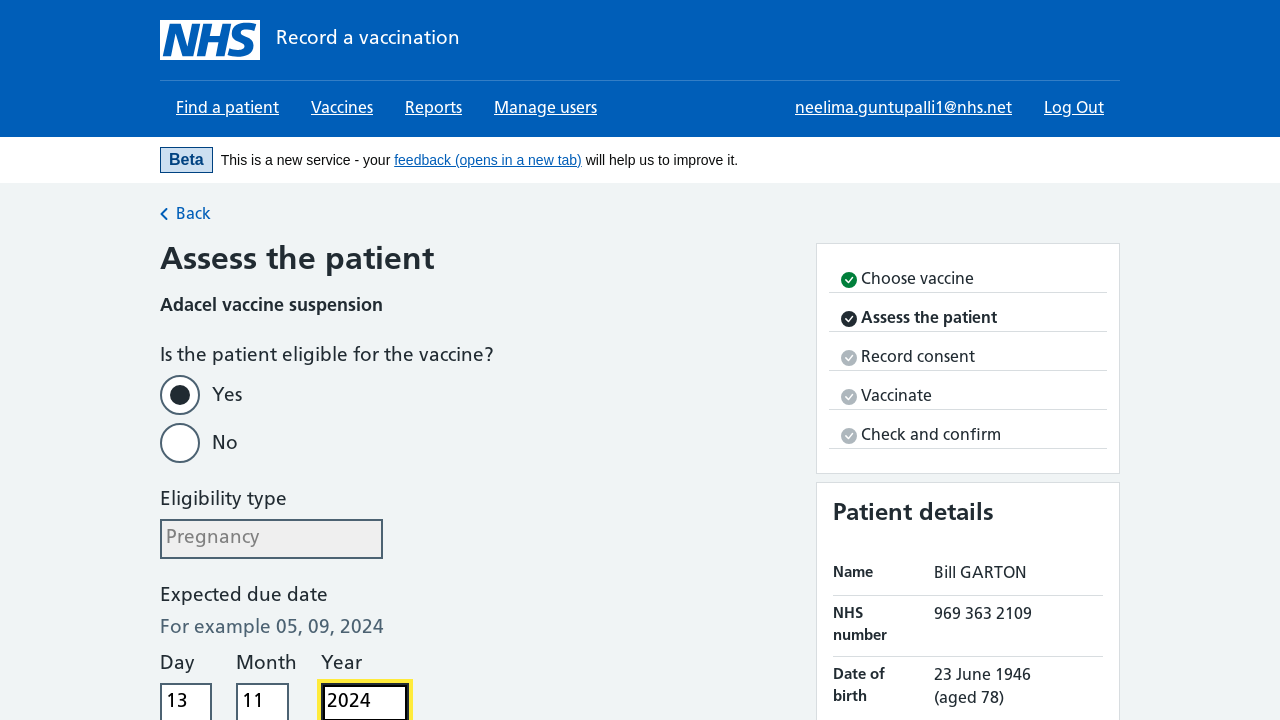 NHS Record a vaccination
Find a patient Vaccines Reports Manage users neelima.guntupalli1@nhs.net Log Out
Beta This is a new service - your feedback (opens in a new tab) will help us to improve it.
Back
Assess the patient
Adacel vaccine suspension
Is the patient eligible for the vaccine?
Yes
No
Eligibility type
Pregnancy
Expected due date
For example 05, 09, 2024
Day Month Year
13 11 2024
Choose vaccine
Assess the patient
Record consent
Vaccinate
Check and confirm
Patient details
Name Bill GARTON
NHS number 969 363 2109
Date of birth 23 June 1946 (aged 78)